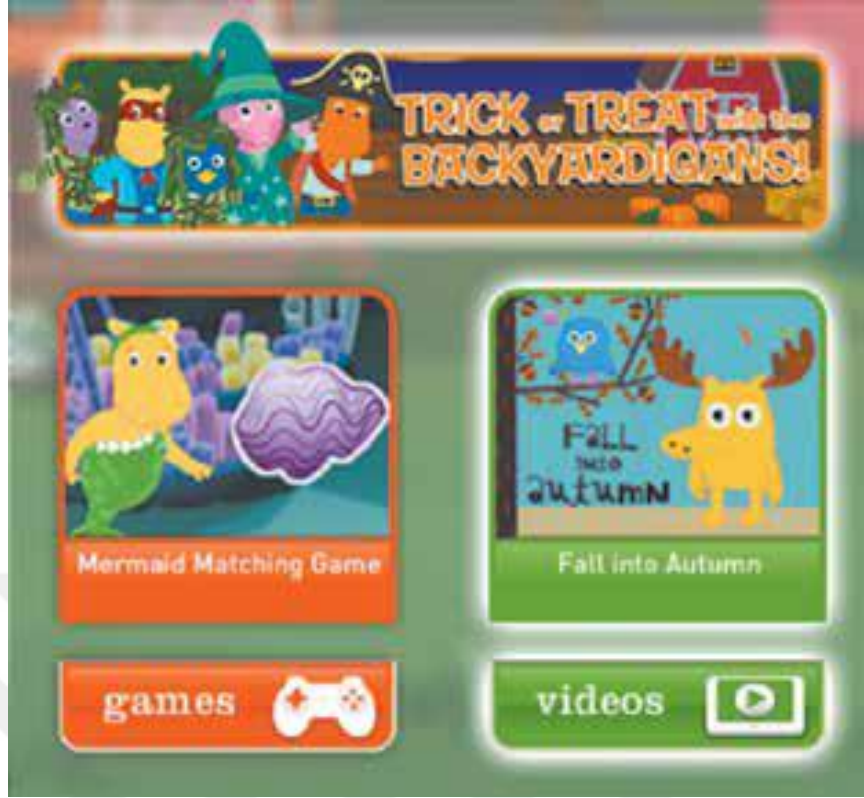 TRICK or TREAT with the
BACKYARDIGANS!
FaLL
INTO
autumn
Mermaid Matching Game
Fall into Autumn
games
videos